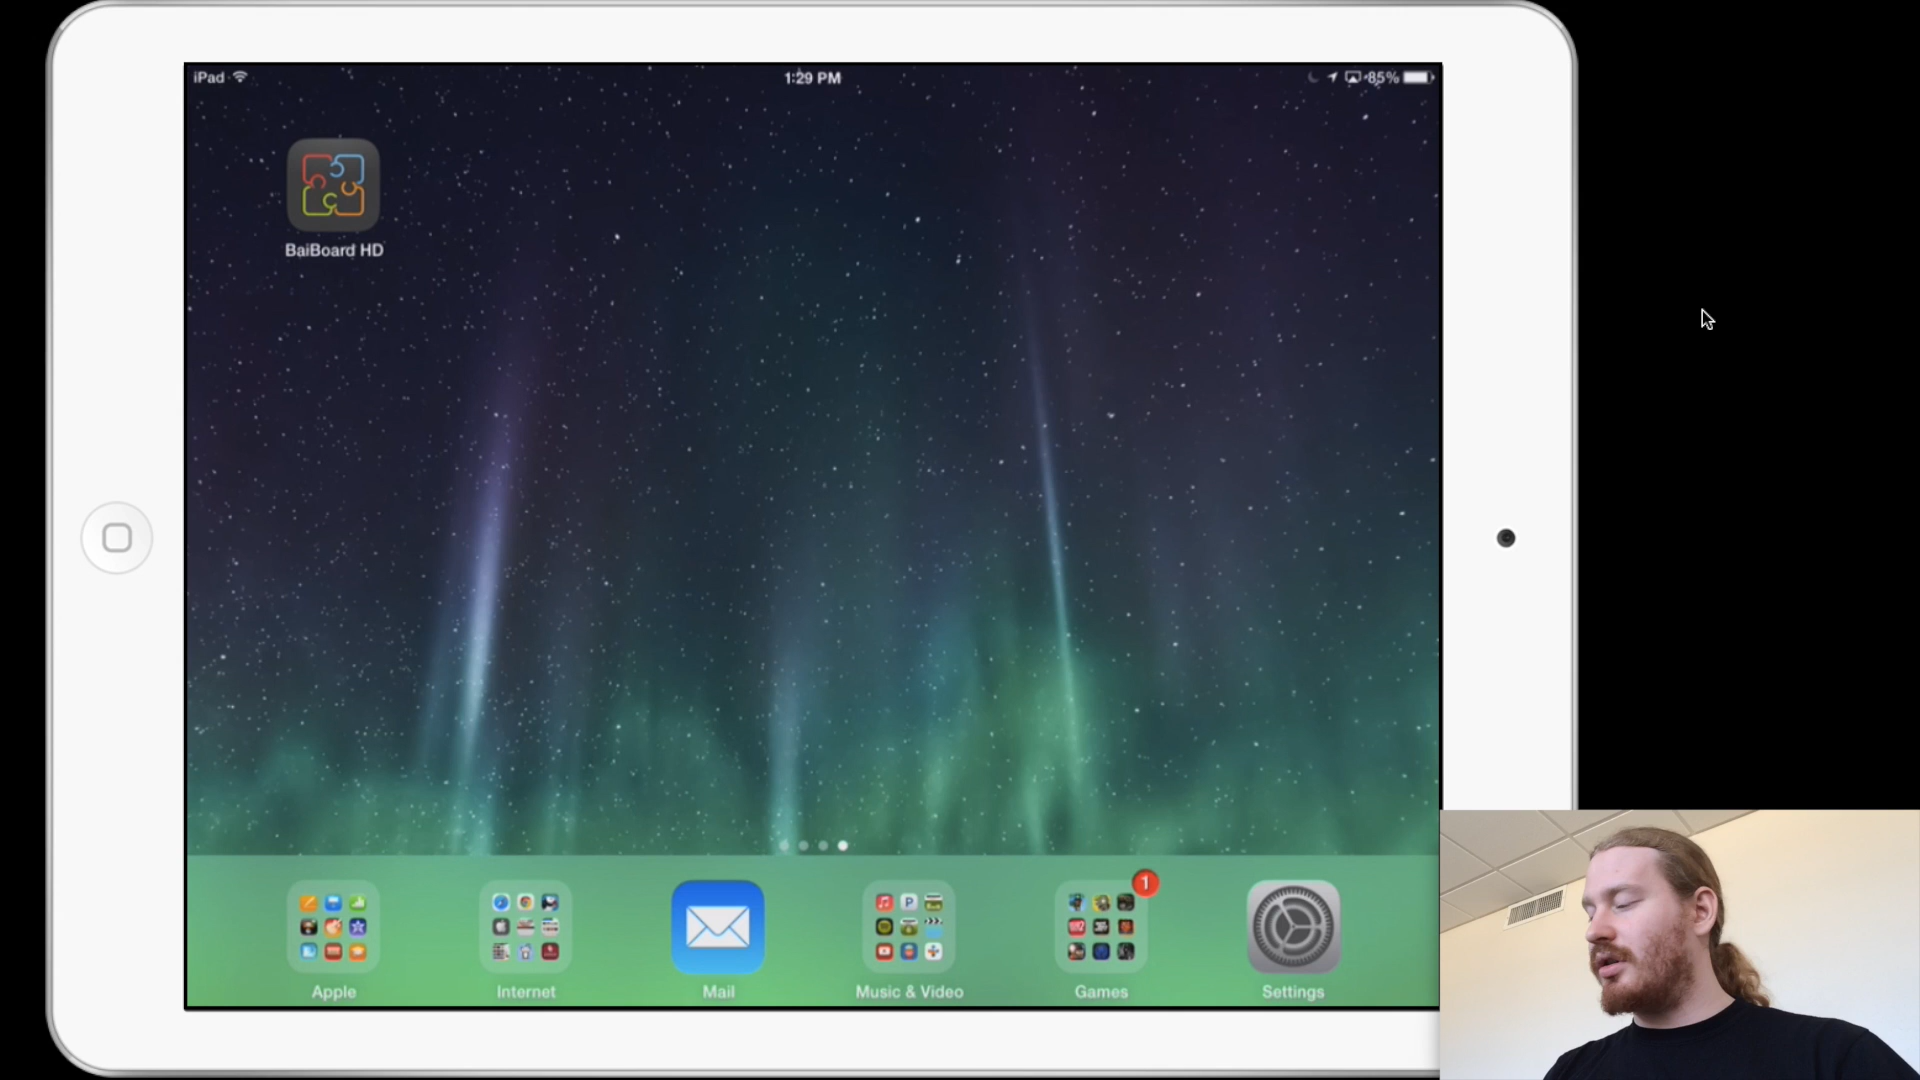 iPad
1:29 PM
85%
BaiBoard HD
1
Apple
Internet
Mail
Music & Video
Games
Settings